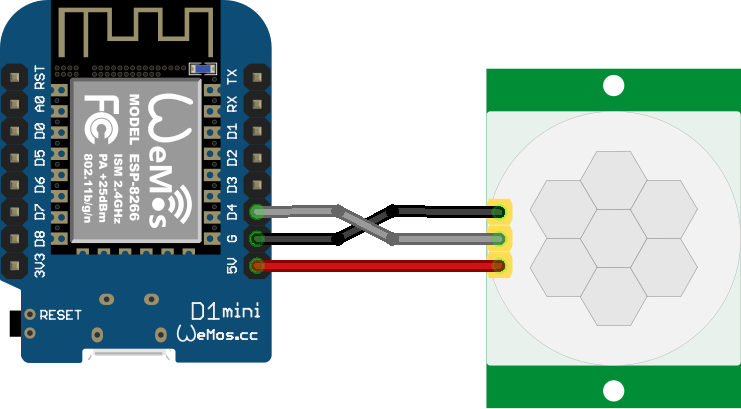 RST
A0
D0
D5
D6
D7
D8
3V3
TX
RX
D1
D2
D3
D4
G
5V
WeMos
FC
MODEL ESP-8266
ISM 2.4GHz
PA +25dBm
802.11b/g/n
RESET
D1mini
WeMos.cc